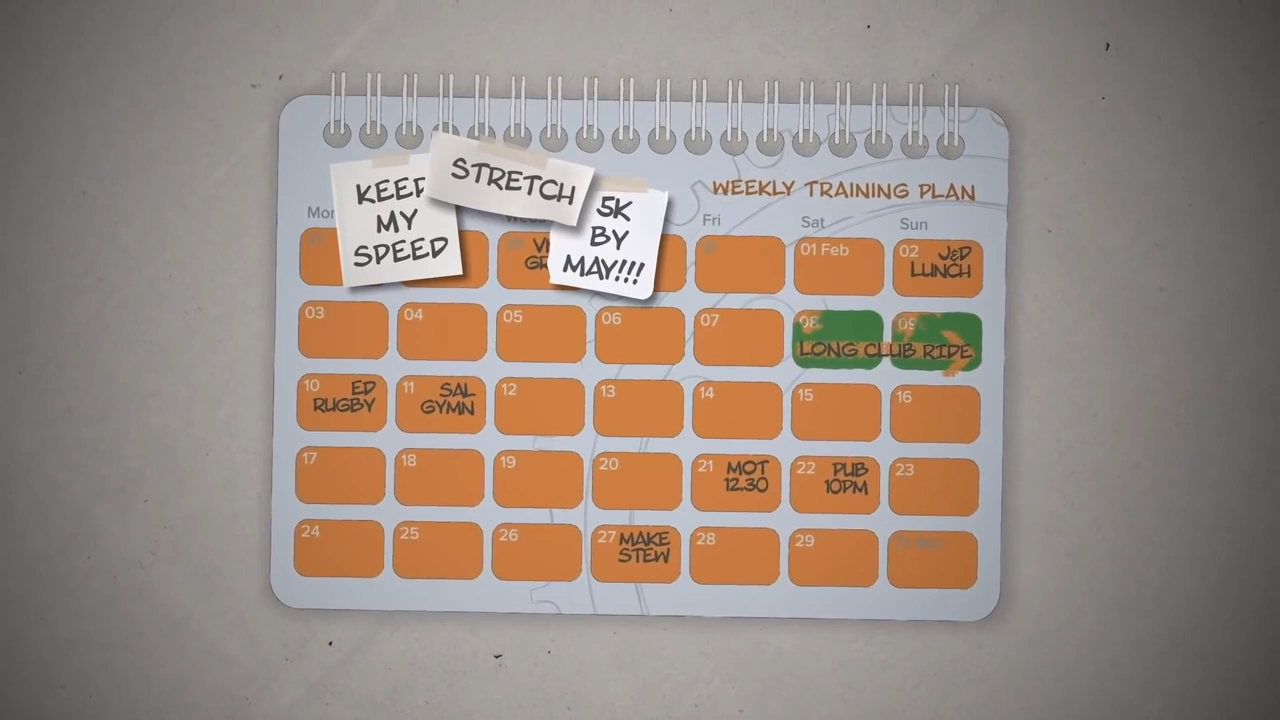 KEEP
MY
SPEED
STRETCH
5K
BY
MAY!!!
WEEKLY TRAINING PLAN
Fri
Sat
Sun
01 Feb
02 J&D
LUNCH
03
04
05
06
07
08
09
LONG CLUB RIDE
10 ED
RUGBY
11 SAL
GYMN
12
13
14
15
16
17
18
19
20
21 MOT
12.30
22 PUB
10PM
23
24
25
26
27 MAKE
STEW
28
29